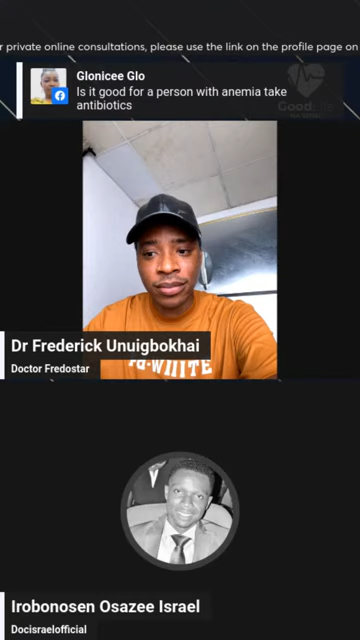 r private online consultations, please use the link on the profile page on
Glonicee Glo
Is it good for a person with anemia take
antibiotics
Dr Frederick Unuigbokhai
Doctor Fredostar
Irobonosen Osazee Israel
Docisraelofficial